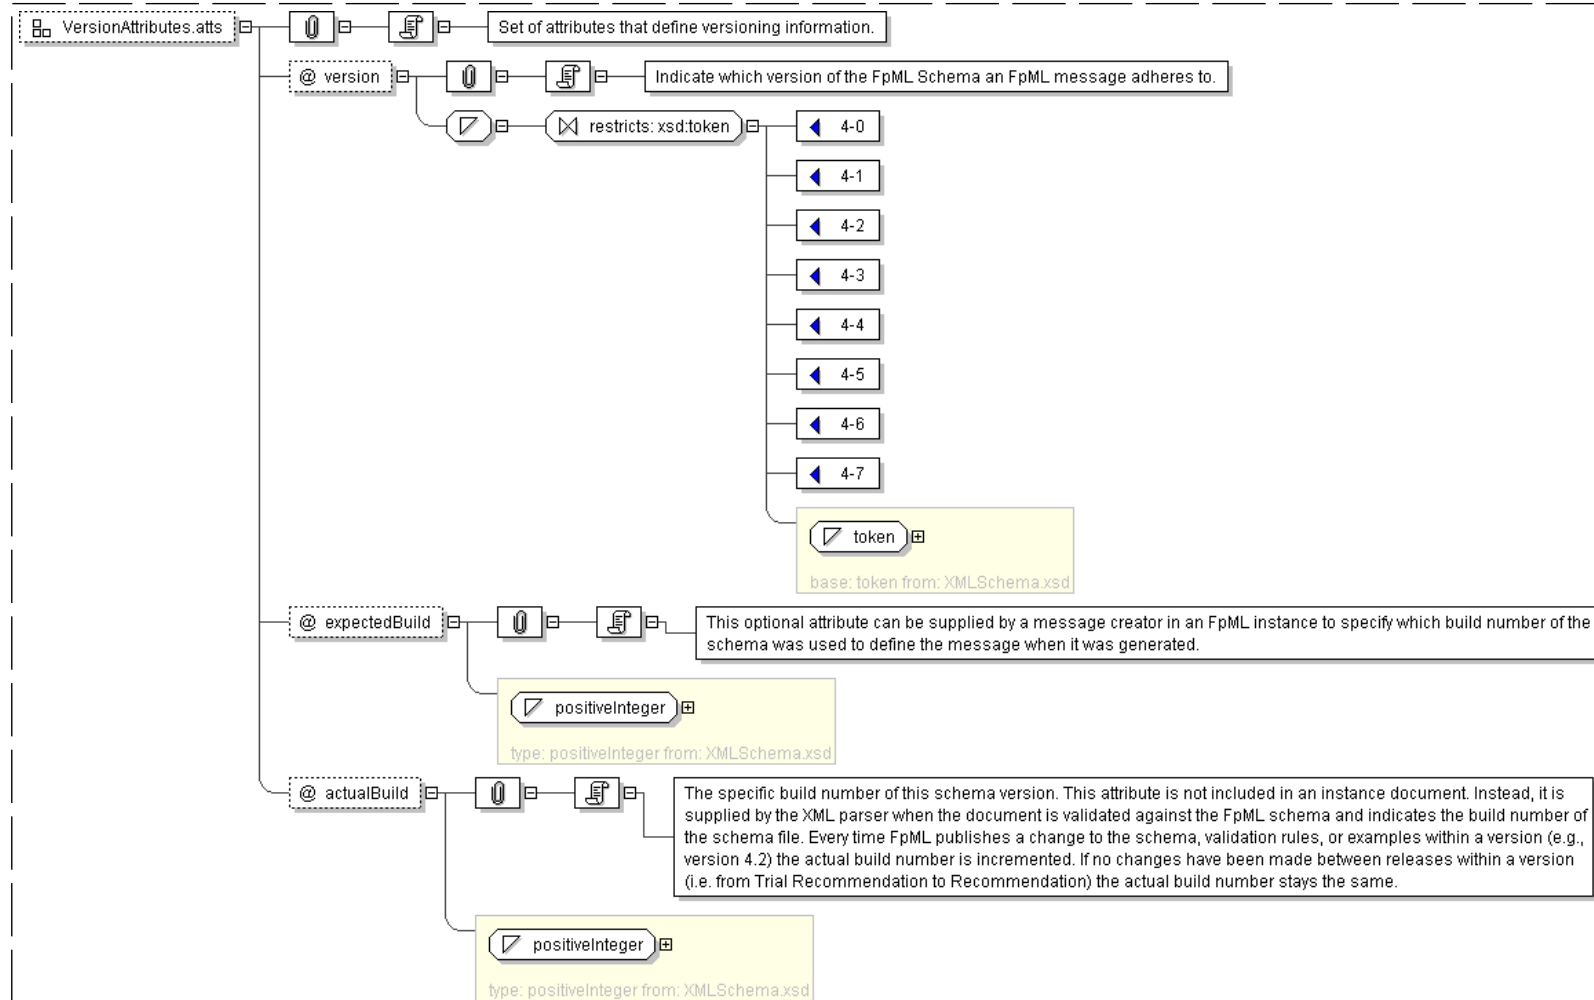 VersionAttributes.atts
Set of attributes that define versioning information.
@ version
Indicate which version of the FpML Schema an FpML message adheres to.
restricts: xsd:token
4-0
4-1
4-2
4-3
4-4
4-5
4-6
4-7
token
base: token from: XMLSchema.xsd
@ expectedBuild
This optional attribute can be supplied by a message creator in an FpML instance to specify which build number of the
schema was used to define the message when it was generated.
positiveInteger
type: positiveInteger from: XMLSchema.xsd
@ actualBuild
The specific build number of this schema version. This attribute is not included in an instance document. Instead, it is
supplied by the XML parser when the document is validated against the FpML schema and indicates the build number of
the schema file. Every time FpML publishes a change to the schema, validation rules, or examples within a version (e.g.,
version 4.2) the actual build number is incremented. If no changes have been made between releases within a version
(i.e. from Trial Recommendation to Recommendation) the actual build number stays the same.
positiveInteger
type: positiveInteger from: XMLSchema.xsd